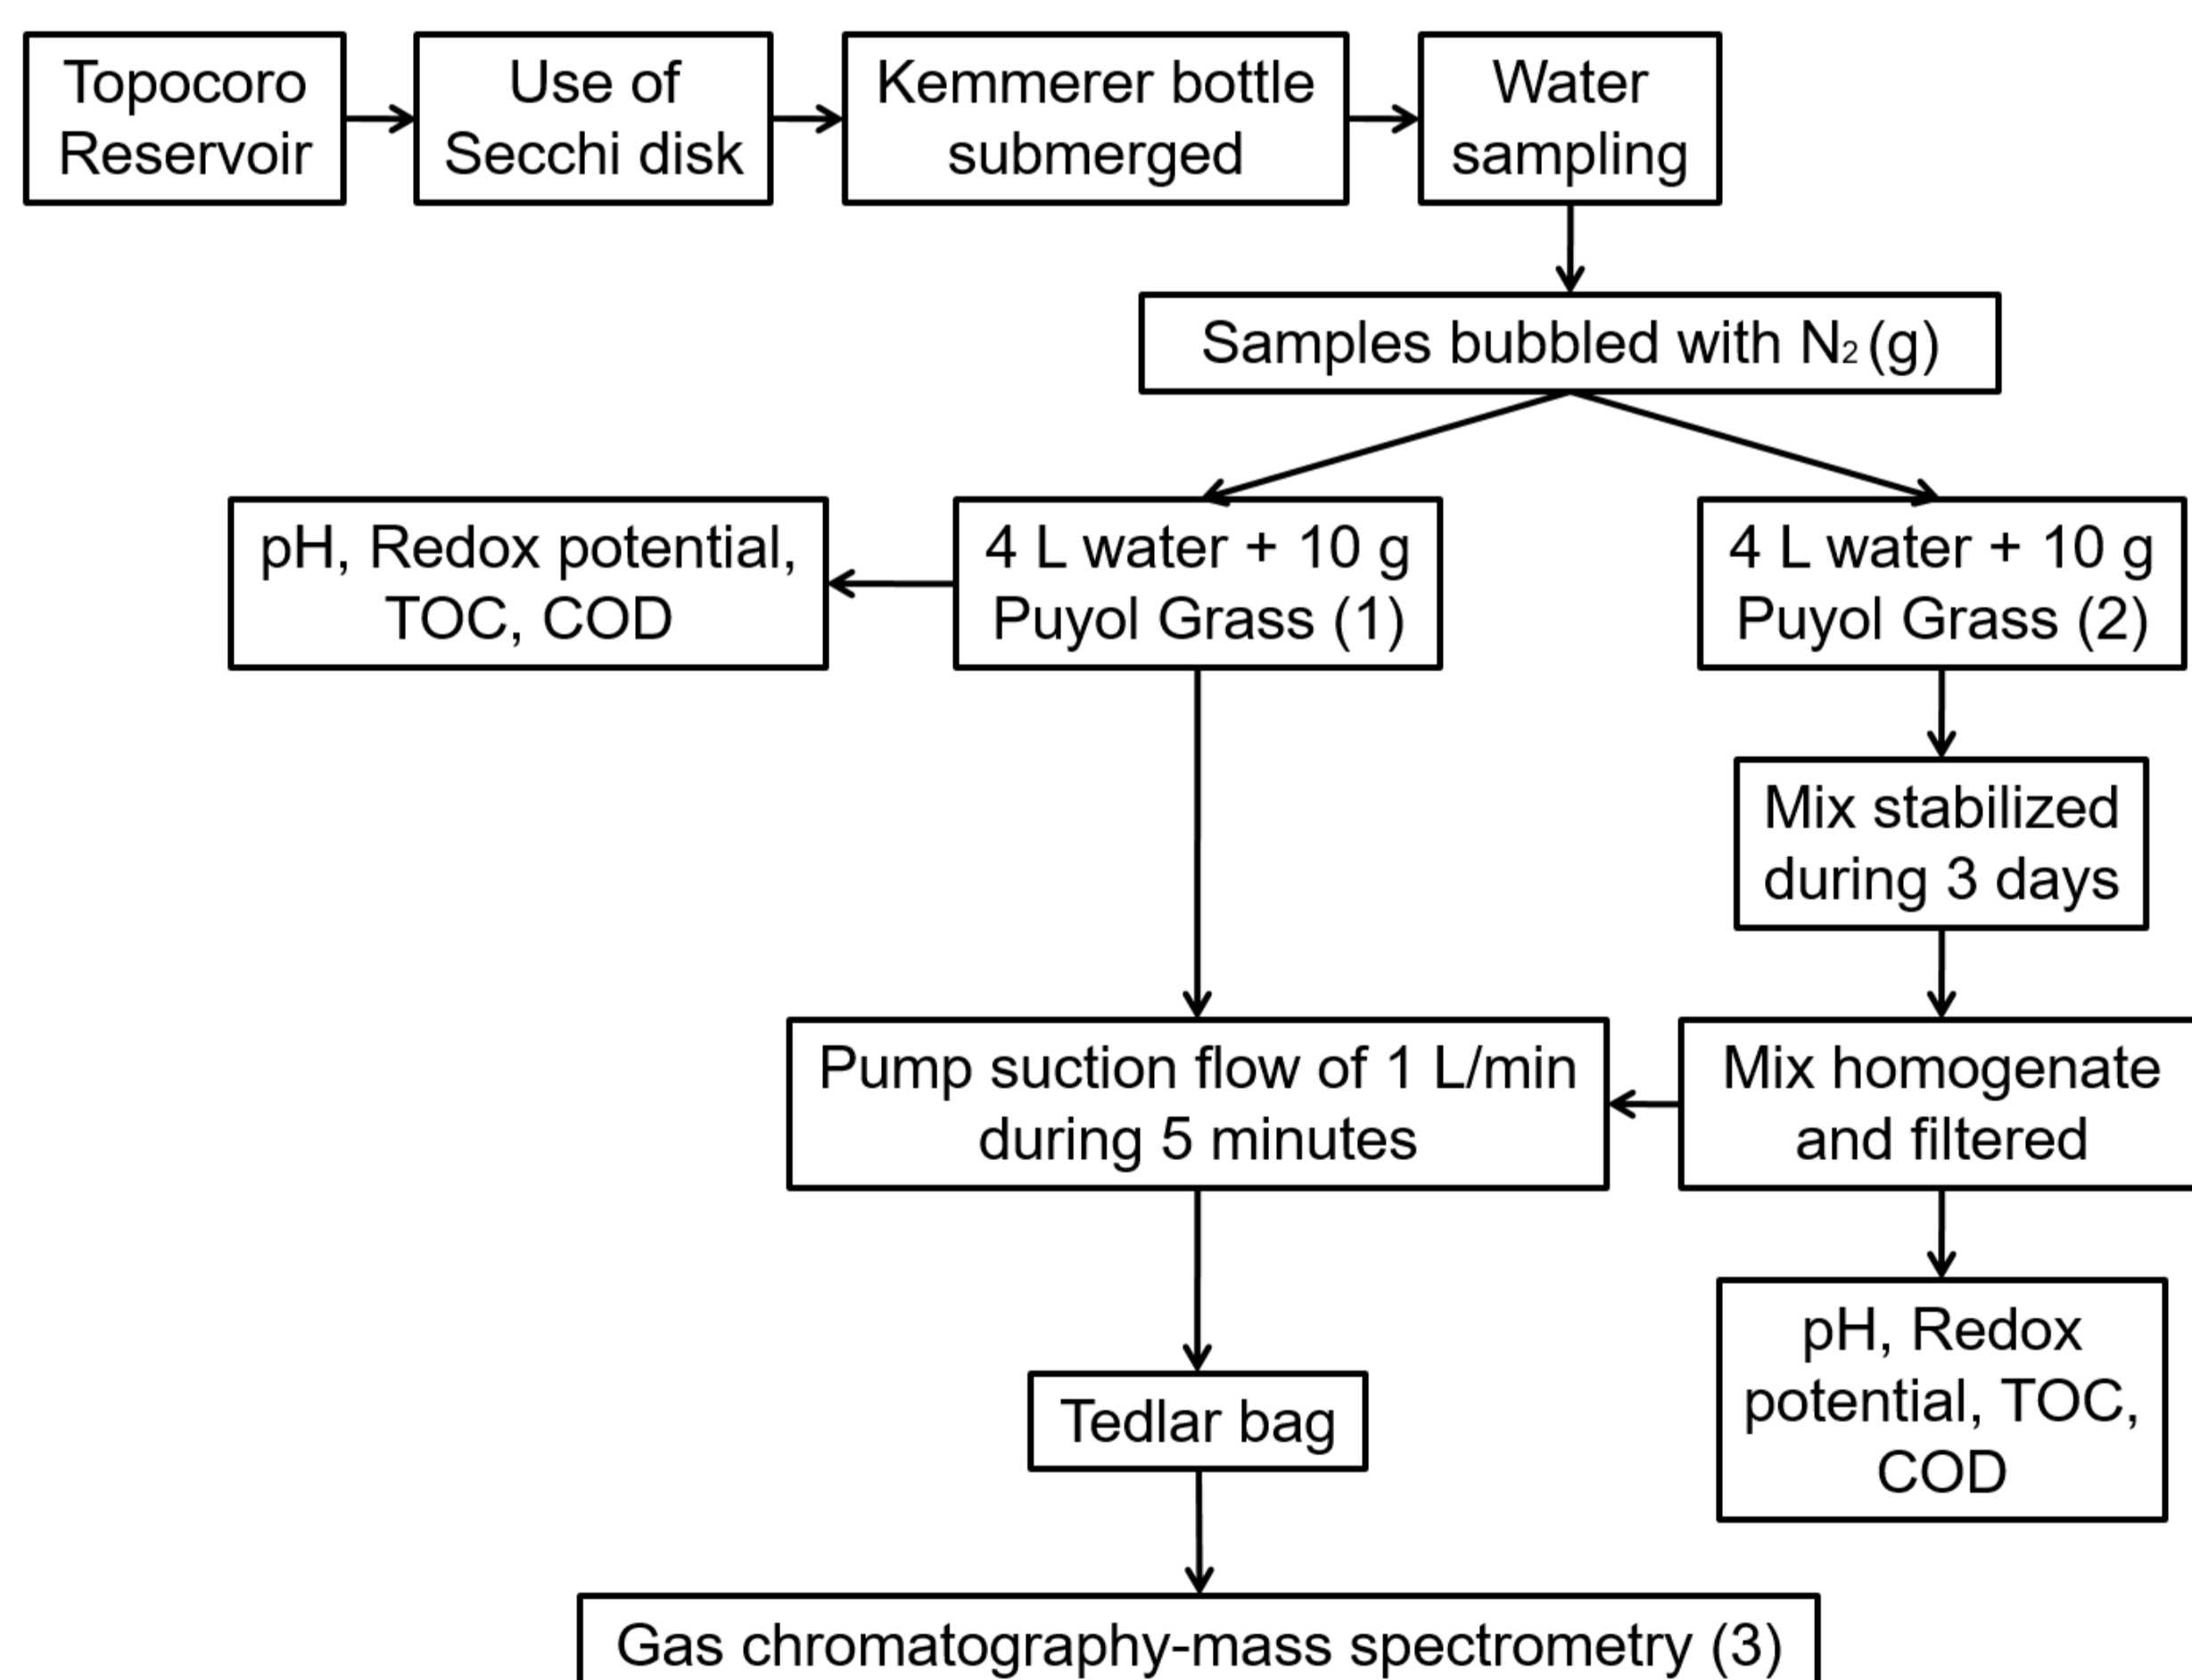 Topocoro
Reservoir
Use of
Secchi disk
Kemmerer bottle
submerged
Water
sampling
Samples bubbled with N₂ (g)
pH, Redox potential,
TOC, COD
4 L water + 10 g
Puyol Grass (1)
4 L water + 10 g
Puyol Grass (2)
Mix stabilized
during 3 days
Pump suction flow of 1 L/min
during 5 minutes
Mix homogenate
and filtered
Tedlar bag
pH, Redox
potential, TOC,
COD
Gas chromatography-mass spectrometry (3)